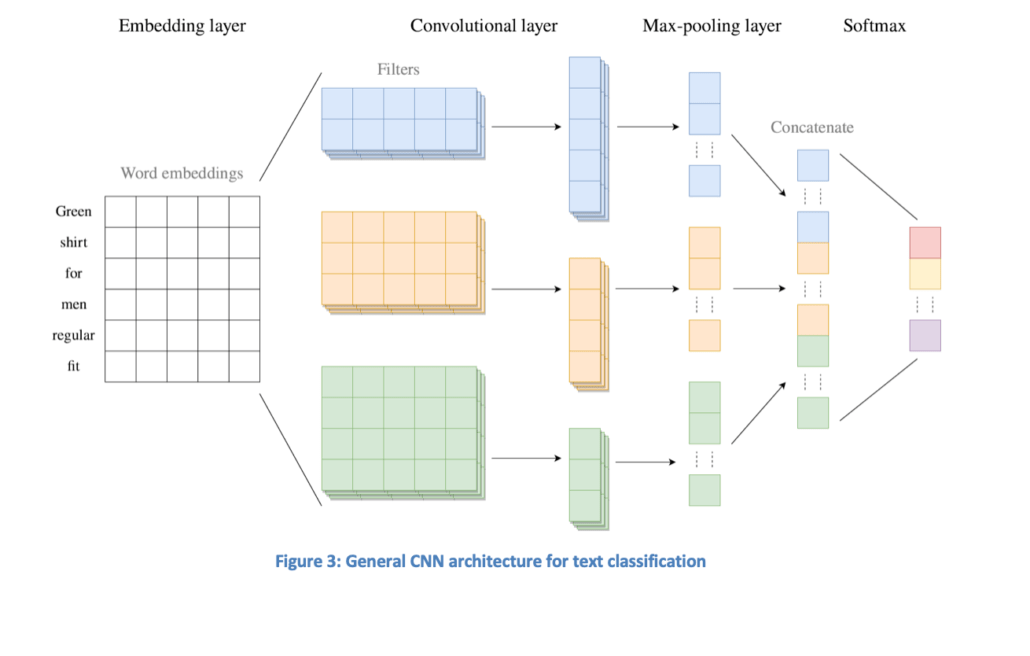 Embedding layer
Convolutional layer
Max-pooling layer
Softmax
Filters
Concatenate
Word embeddings
Green
shirt
for
men
regular
fit
Figure 3: General CNN architecture for text classification